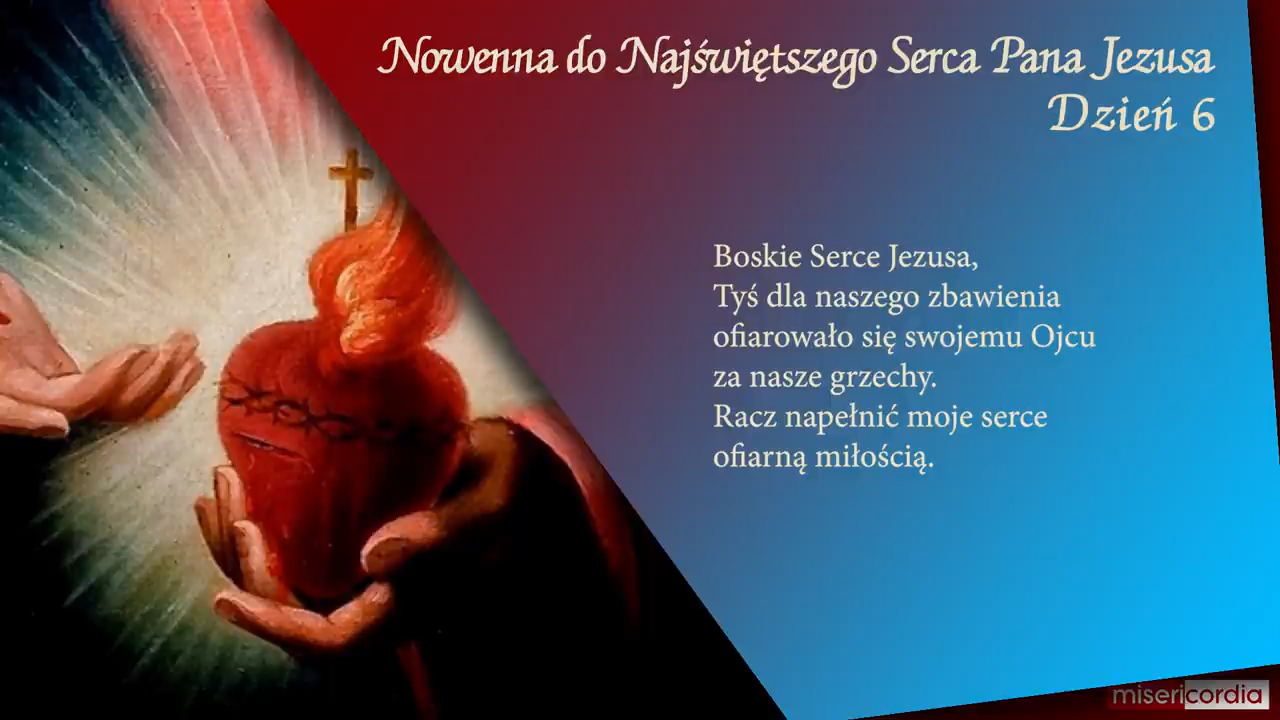 Nowenna do Najświętszego Serca Pana Jezusa
Dzień 6
Boskie Serce Jezusa,
Tyś dla naszego zbawienia
ofiarowało się swojemu Ojcu
za nasze grzechy.
Racz napełnić moje serce
ofiarną miłością.
misericordia